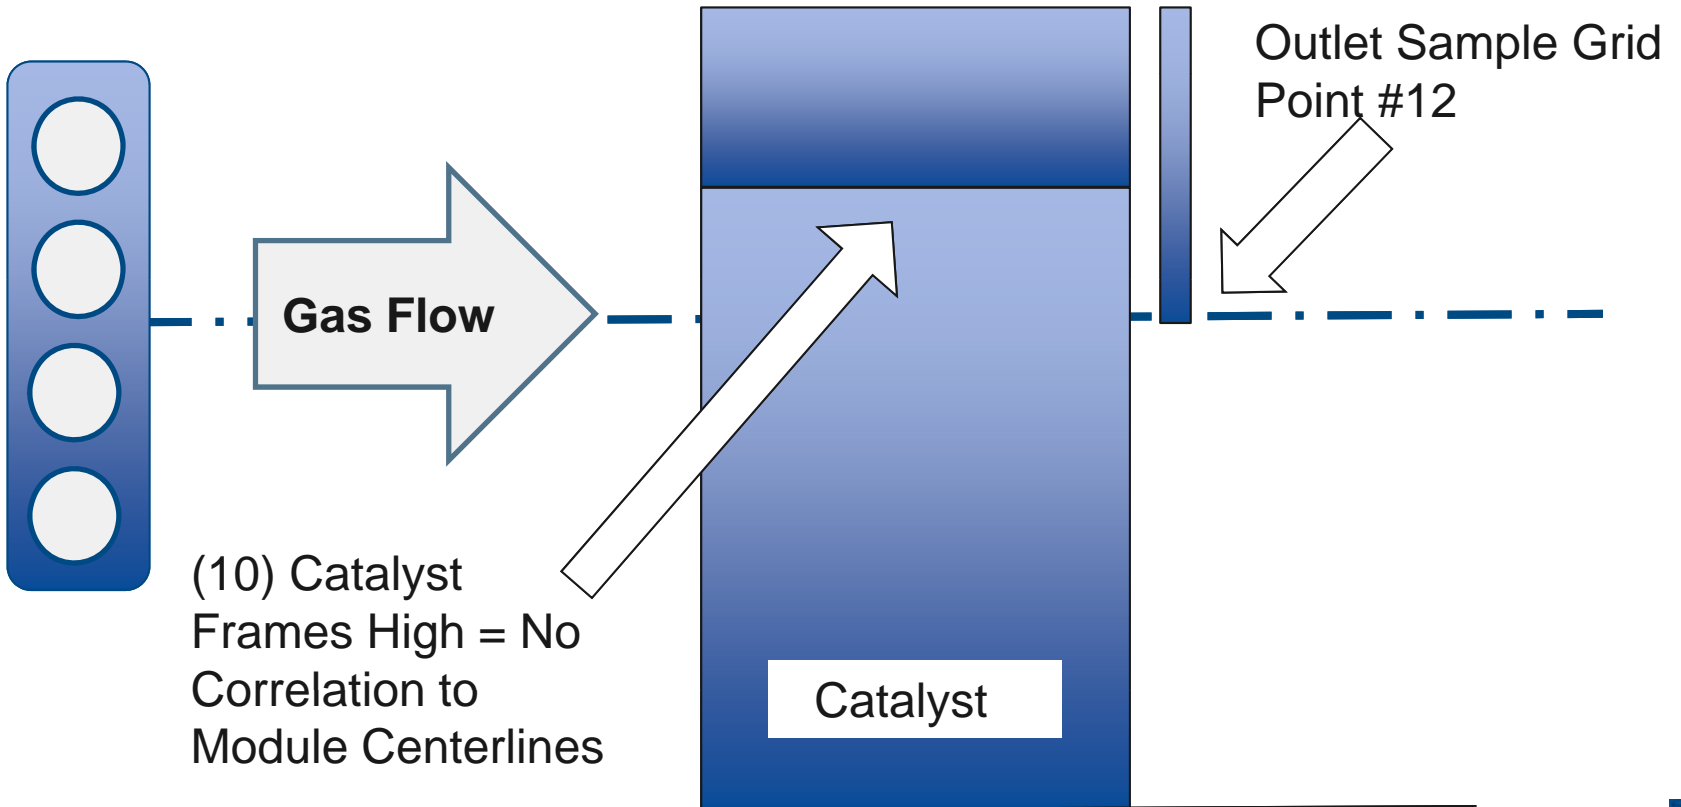 Outlet Sample Grid
Point #12
Gas Flow
(10) Catalyst
Frames High = No
Correlation to
Module Centerlines
Catalyst